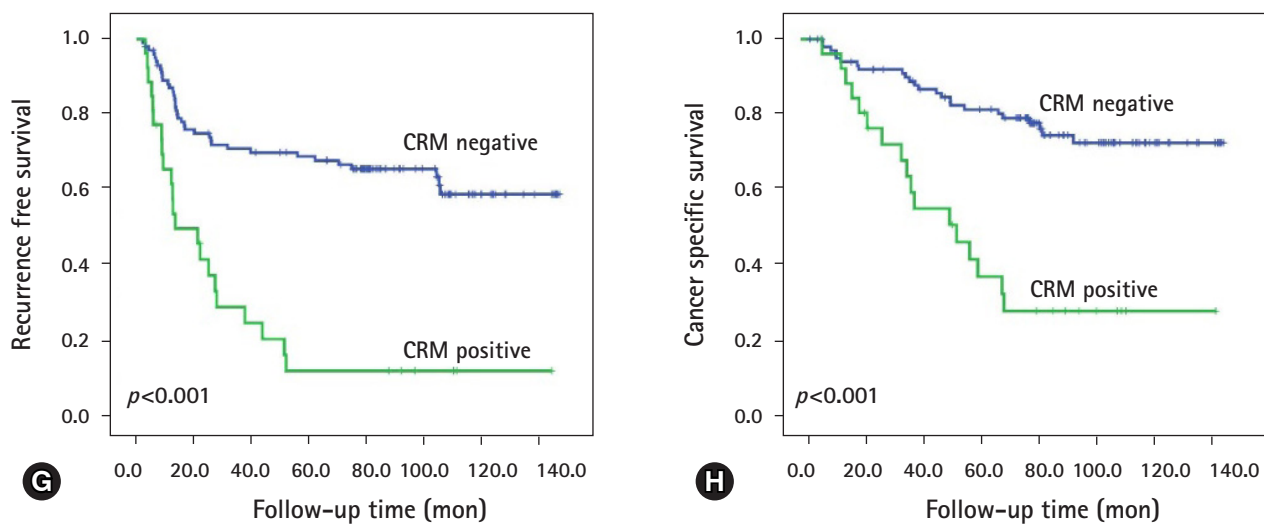 Recurrence free survival
1.0
0.8
0.6
0.4
0.2
0.0
CRM negative
CRM positive
p<0.001
0.0 20.0 40.0 60.0 80.0 100.0 120.0 140.0
Follow-up time (mon)
G
Cancer specific survival
1.0
0.8
0.6
0.4
0.2
0.0
CRM negative
CRM positive
p<0.001
0.0 20.0 40.0 60.0 80.0 100.0 120.0 140.0
Follow-up time (mon)
H